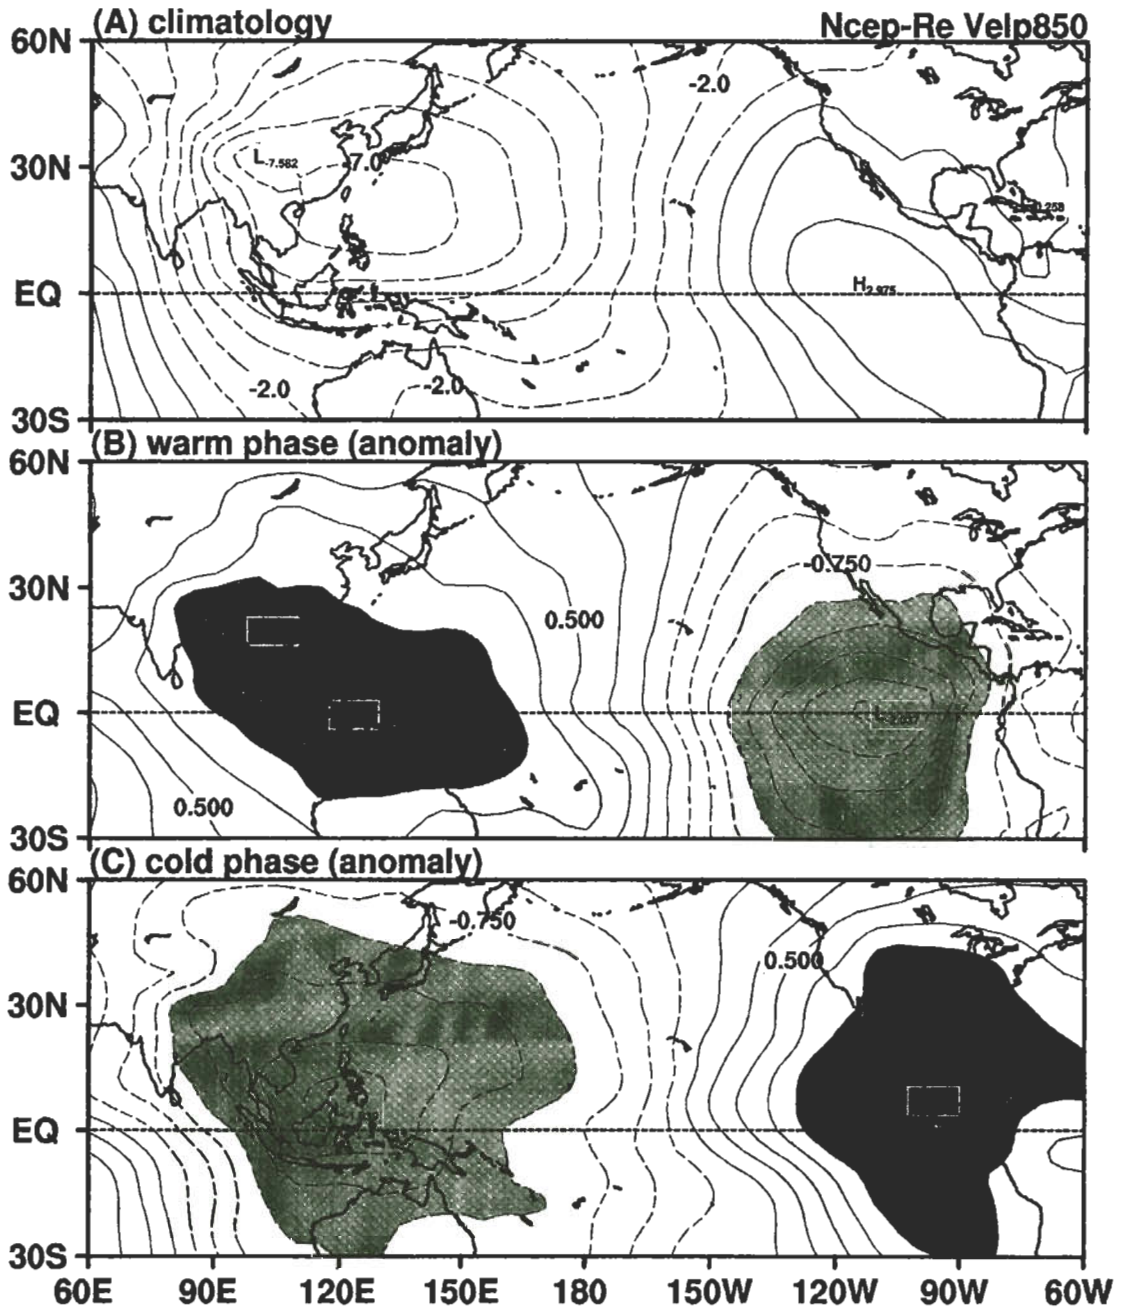 (A) climatology Ncep-Re Velp850
60N
-2.0
L-7.582
-7.0
30N
EQ
H2.975
-2.0
-2.0
30S
(B) warm phase (anomaly)
60N
-0.750
30N
0.500
EQ
0.500
30S
(C) cold phase (anomaly)
60N
-0.750
0.500
30N
EQ
30S
60E 90E 120E 150E 180 150W 120W 90W 60W